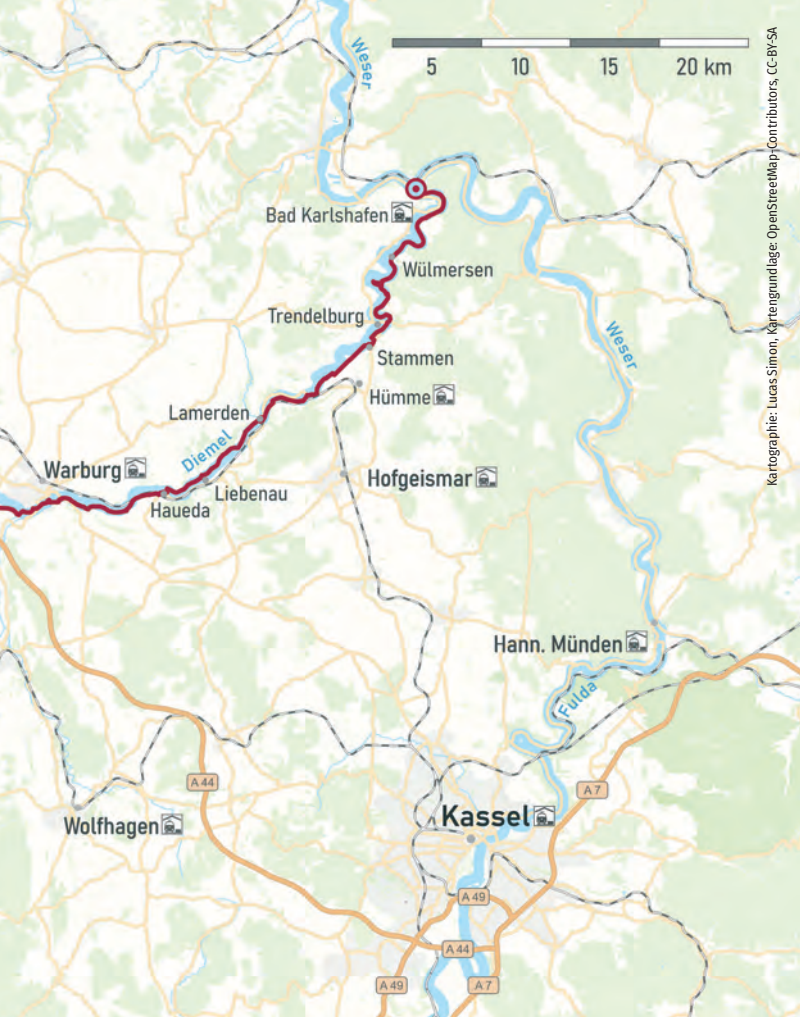 Weser
5 10 15 20 km
Kartographie: Lucas Simon, Kartengrundlage: OpenStreetMap-Contributors, CC-BY-SA
Bad Karlshafen
Wülmersen
Trendelburg
Weser
Stammen
Hümme
Lamerden
Diemel
Warburg
Hofgeismar
Liebenau
Haueda
Hann. Münden
Fulda
A 44
A 7
Kassel
Wolfhagen
A 49
A 44
A 49
A 7